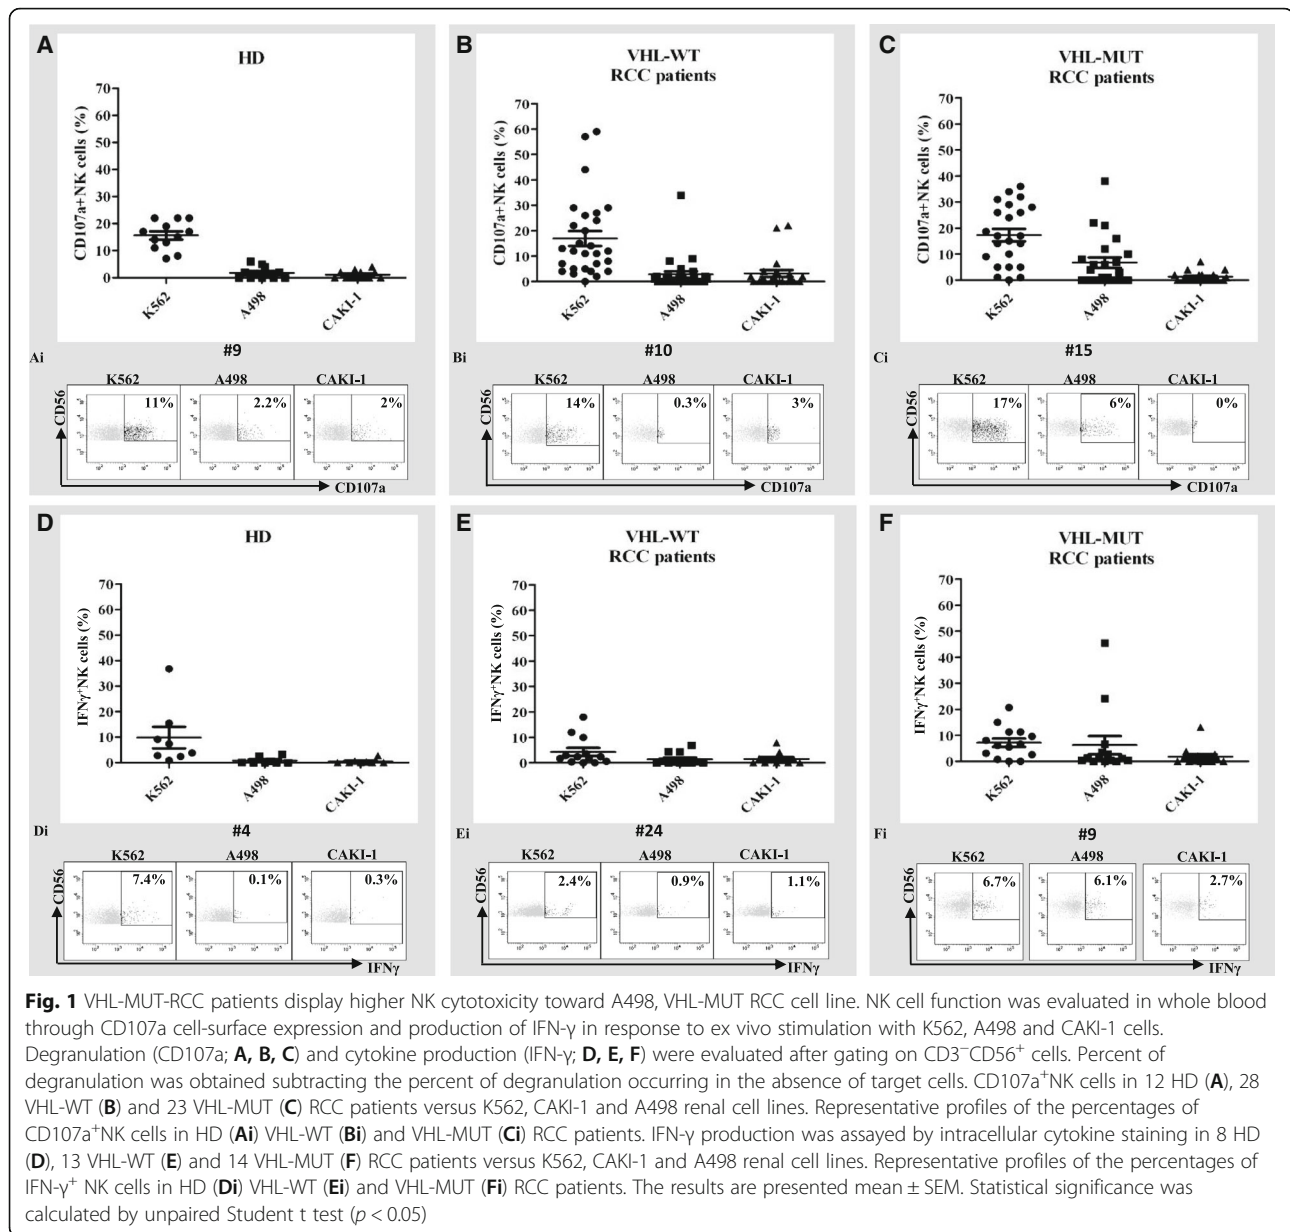 A
HD
CD107a+NK cells (%)
70
60
50
40
30
20
10
0
K562
A498
CAKI-1
B
VHL-WT
RCC patients
CD107a+NK cells (%)
70
60
50
40
30
20
10
0
K562
A498
CAKI-1
C
VHL-MUT
RCC patients
CD107a+NK cells (%)
70
60
50
40
30
20
10
0
K562
A498
CAKI-1
Ai
#9
K562 A498 CAKI-1
CD56
11% 2.2% 2%
CD107a
Bi
#10
K562 A498 CAKI-1
CD56
14% 0.3% 3%
CD107a
Ci
#15
K562 A498 CAKI-1
CD56
17% 6% 0%
CD107a
D
HD
IFNγ⁺NK cells (%)
70
60
50
40
30
20
10
0
K562
A498
CAKI-1
E
VHL-WT
RCC patients
IFNγ⁺NK cells (%)
70
60
50
40
30
20
10
0
K562
A498
CAKI-1
F
VHL-MUT
RCC patients
IFNγ⁺NK cells (%)
70
60
50
40
30
20
10
0
K562
A498
CAKI-1
Di
#4
K562 A498 CAKI-1
CD56
7.4% 0.1% 0.3%
IFNγ
Ei
#24
K562 A498 CAKI-1
CD56
2.4% 0.9% 1.1%
IFNγ
Fi
#9
K562 A498 CAKI-1
CD56
6.7% 6.1% 2.7%
IFNγ
Fig. 1 VHL-MUT-RCC patients display higher NK cytotoxicity toward A498, VHL-MUT RCC cell line. NK cell function was evaluated in whole blood
through CD107a cell-surface expression and production of IFN-γ in response to ex vivo stimulation with K562, A498 and CAKI-1 cells.
Degranulation (CD107a; A, B, C) and cytokine production (IFN-γ; D, E, F) were evaluated after gating on CD3⁻CD56⁺ cells. Percent of
degranulation was obtained subtracting the percent of degranulation occurring in the absence of target cells. CD107a⁺NK cells in 12 HD (A), 28
VHL-WT (B) and 23 VHL-MUT (C) RCC patients versus K562, CAKI-1 and A498 renal cell lines. Representative profiles of the percentages of
CD107a⁺NK cells in HD (Ai) VHL-WT (Bi) and VHL-MUT (Ci) RCC patients. IFN-γ production was assayed by intracellular cytokine staining in 8 HD
(D), 13 VHL-WT (E) and 14 VHL-MUT (F) RCC patients versus K562, CAKI-1 and A498 renal cell lines. Representative profiles of the percentages of
IFN-γ⁺ NK cells in HD (Di) VHL-WT (Ei) and VHL-MUT (Fi) RCC patients. The results are presented mean ± SEM. Statistical significance was
calculated by unpaired Student t test (p < 0.05)